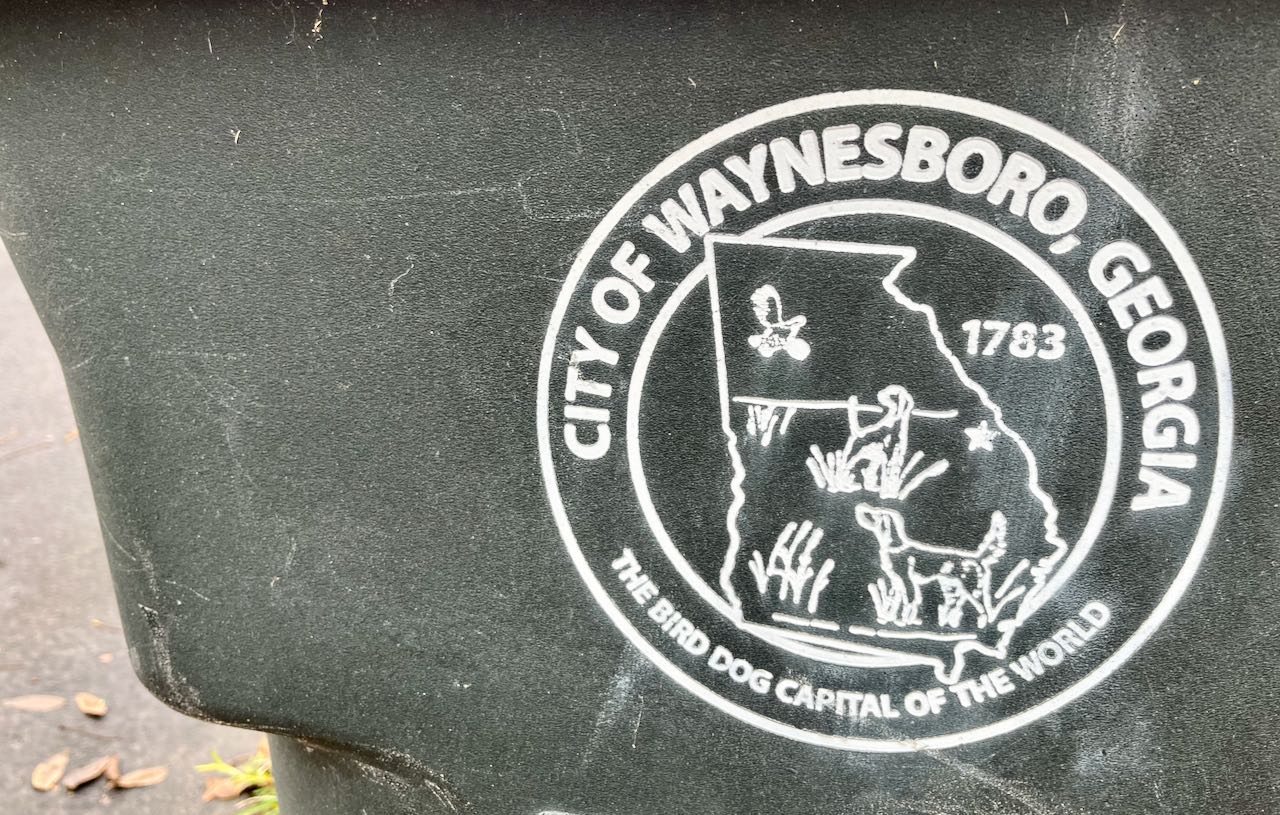 CITY OF WAYNESBORO, GEORGIA
1783
THE BIRD DOG CAPITAL OF THE WORLD